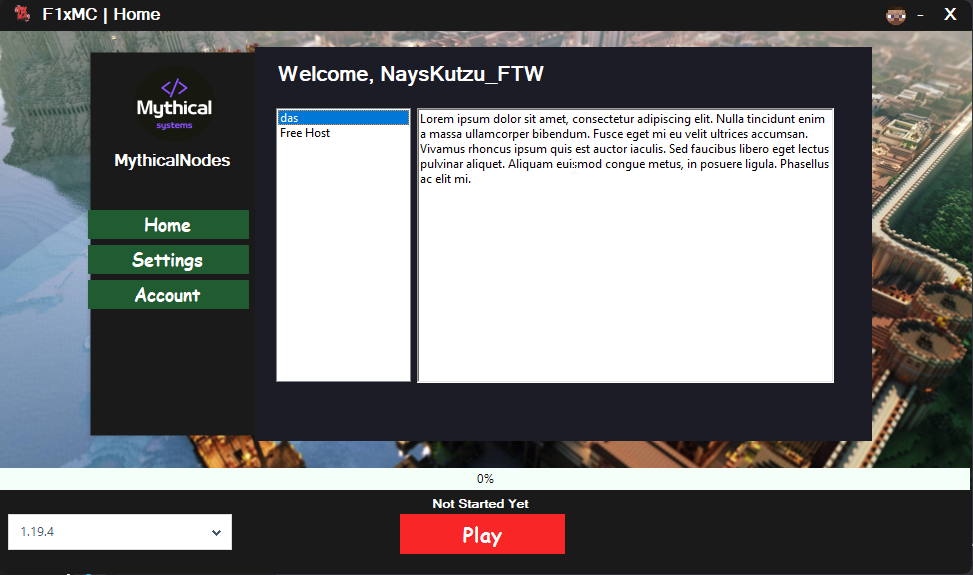 F1xMC | Home
- X
Welcome, NaysKutzu_FTW
</>
Mythical
systems
MythicalNodes
Home
Settings
Account
das
Free Host
Lorem ipsum dolor sit amet, consectetur adipiscing elit. Nulla tincidunt enim
a massa ullamcorper bibendum. Fusce eget mi eu velit ultrices accumsan.
Vivamus rhoncus ipsum quis est auctor iaculis. Sed faucibus libero eget lectus
pulvinar aliquet. Aliquam euismod congue metus, in posuere ligula. Phasellus
ac elit mi.
0%
Not Started Yet
1.19.4
Play